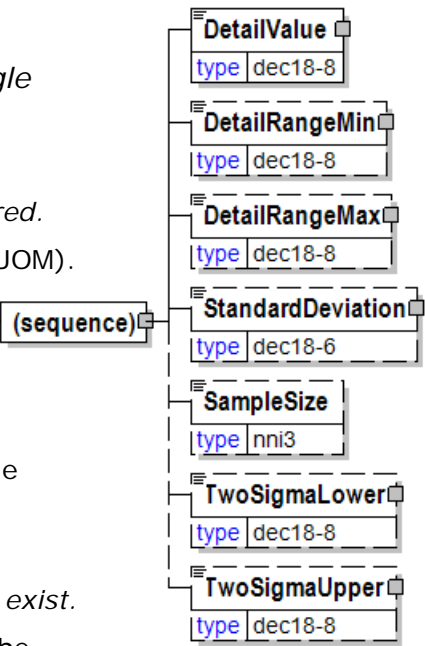 DetailValue
type dec18-8
gle
DetailRangeMin
type dec18-8
red.
DetailRangeMax
JOM).
type dec18-8
(sequence)
StandardDeviation
type dec18-6
SampleSize
type nni3
e
TwoSigmaLower
type dec18-8
exist.
TwoSigmaUpper
type dec18-8